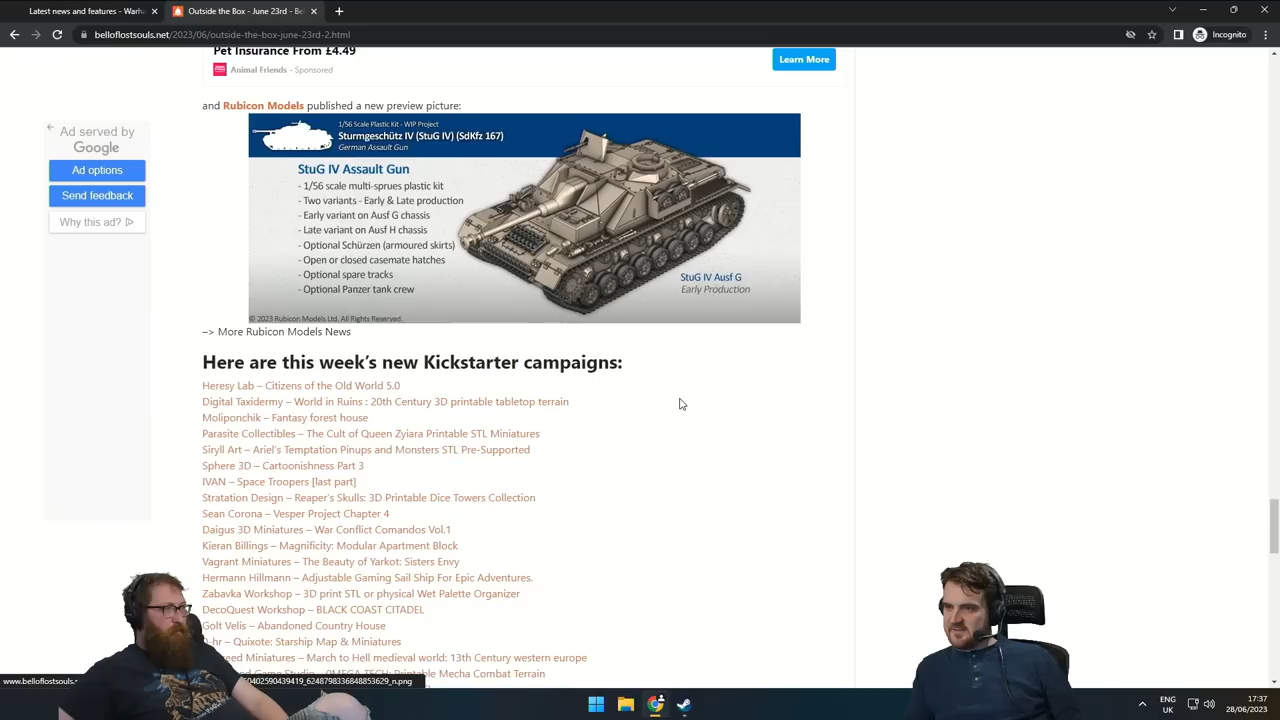 Latest news and features - Warha
Outside the Box - June 23rd - Bel
belloflostsouls.net/2023/06/outside-the-box-june-23rd-2.html
Incognito
Pet Insurance From £4.49
Animal Friends - Sponsored
Learn More
Ad served by
Google
Ad options
Send feedback
Why this ad?
and Rubicon Models published a new preview picture:
1/56 Scale Plastic Kit - WIP Project
Sturmgeschütz IV (StuG IV) (SdKfz 167)
German Assault Gun
StuG IV Assault Gun
- 1/56 scale multi-sprues plastic kit
- Two variants - Early & Late production
- Early variant on Ausf G chassis
- Late variant on Ausf H chassis
- Optional Schürzen (armoured skirts)
- Open or closed casemate hatches
- Optional spare tracks
- Optional Panzer tank crew
StuG IV Ausf G
Early Production
© 2023 Rubicon Models Ltd. All Rights Reserved.
–> More Rubicon Models News
Here are this week's new Kickstarter campaigns:
Heresy Lab – Citizens of the Old World 5.0
Digital Taxidermy – World in Ruins : 20th Century 3D printable tabletop terrain
Moliponchik – Fantasy forest house
Parasite Collectibles – The Cult of Queen Zyiara Printable STL Miniatures
Siryll Art – Ariel's Temptation Pinups and Monsters STL Pre-Supported
Sphere 3D – Cartoonishness Part 3
IVAN – Space Troopers [last part]
Stratation Design – Reaper's Skulls: 3D Printable Dice Towers Collection
Sean Corona – Vesper Project Chapter 4
Daigus 3D Miniatures – War Conflict Comandos Vol.1
Kieran Billings – Magnificity: Modular Apartment Block
Vagrant Miniatures – The Beauty of Yarkot: Sisters Envy
Hermann Hillmann – Adjustable Gaming Sail Ship For Epic Adventures.
Zabavka Workshop – 3D print STL or physical Wet Palette Organizer
DecoQuest Workshop – BLACK COAST CITADEL
Golt Velis – Abandoned Country House
-hr – Quixote: Starship Map & Miniatures
Miniatures – March to Hell medieval world: 13th Century western europe
Game Studio – 0MEGA TECH: Printable Mecha Combat Terrain
ENG
UK
17:37
28/06/2023